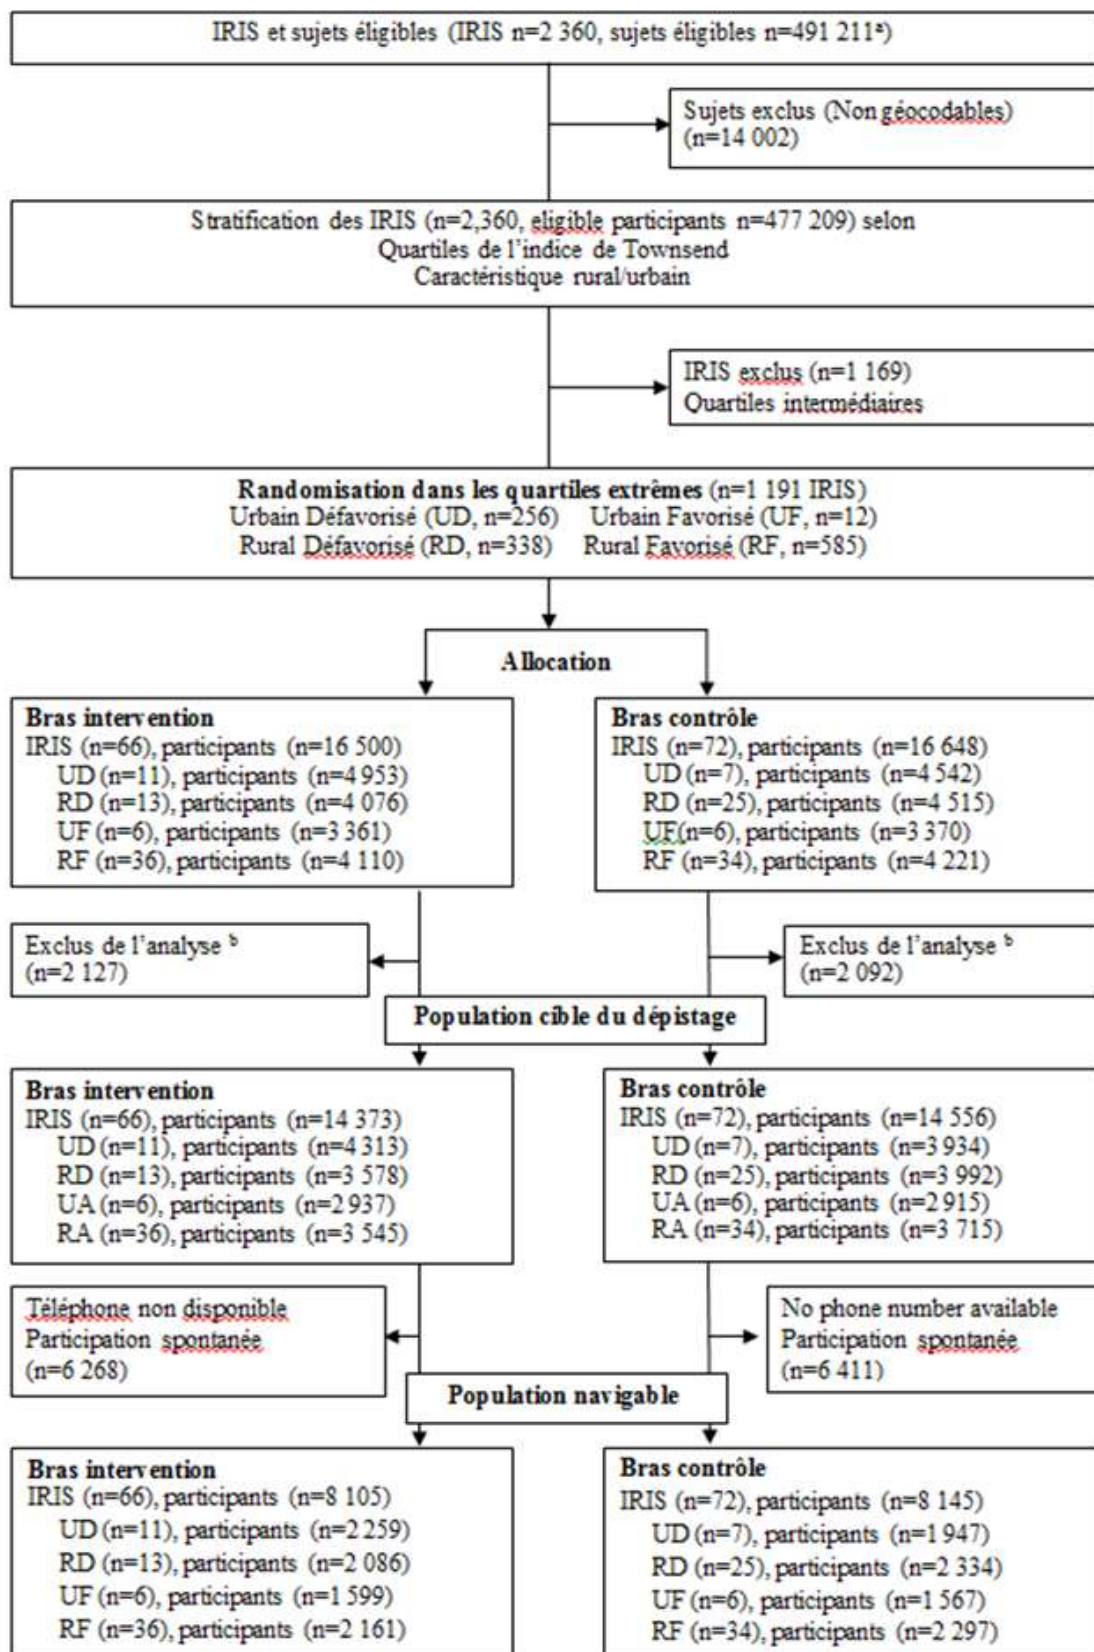 IRIS et sujets éligibles (IRIS n=2 360, sujets éligibles n=491 211ᵃ)
Sujets exclus (Non géocodables)
(n=14 002)
Stratification des IRIS (n=2,360, eligible participants n=477 209) selon
Quartiles de l'indice de Townsend
Caractéristique rural/urbain
IRIS exclus (n=1 169)
Quartiles intermédiaires
Randomisation dans les quartiles extrêmes (n=1 191 IRIS)
Urbain Défavorisé (UD, n=256) Urbain Favorisé (UF, n=12)
Rural Défavorisé (RD, n=338) Rural Favorisé (RF, n=585)
Allocation
Bras intervention
IRIS (n=66), participants (n=16 500)
UD (n=11), participants (n=4 953)
RD (n=13), participants (n=4 076)
UF (n=6), participants (n=3 361)
RF (n=36), participants (n=4 110)
Bras contrôle
IRIS (n=72), participants (n=16 648)
UD (n=7), participants (n=4 542)
RD (n=25), participants (n=4 515)
UF(n=6), participants (n=3 370)
RF (n=34), participants (n=4 221)
Exclus de l'analyse ᵇ
(n=2 127)
Exclus de l'analyse ᵇ
(n=2 092)
Population cible du dépistage
Bras intervention
IRIS (n=66), participants (n=14 373)
UD (n=11), participants (n=4 313)
RD (n=13), participants (n=3 578)
UA (n=6), participants (n=2 937)
RA (n=36), participants (n=3 545)
Bras contrôle
IRIS (n=72), participants (n=14 556)
UD (n=7), participants (n=3 934)
RD (n=25), participants (n=3 992)
UA (n=6), participants (n=2 915)
RA (n=34), participants (n=3 715)
Téléphone non disponible
Participation spontanée
(n=6 268)
No phone number available
Participation spontanée
(n=6 411)
Population navigable
Bras intervention
IRIS (n=66), participants (n=8 105)
UD (n=11), participants (n=2 259)
RD (n=13), participants (n=2 086)
UF (n=6), participants (n=1 599)
RF (n=36), participants (n=2 161)
Bras contrôle
IRIS (n=72), participants (n=8 145)
UD (n=7), participants (n=1 947)
RD (n=25), participants (n=2 334)
UF (n=6), participants (n=1 567)
RF (n=34), participants (n=2 297)